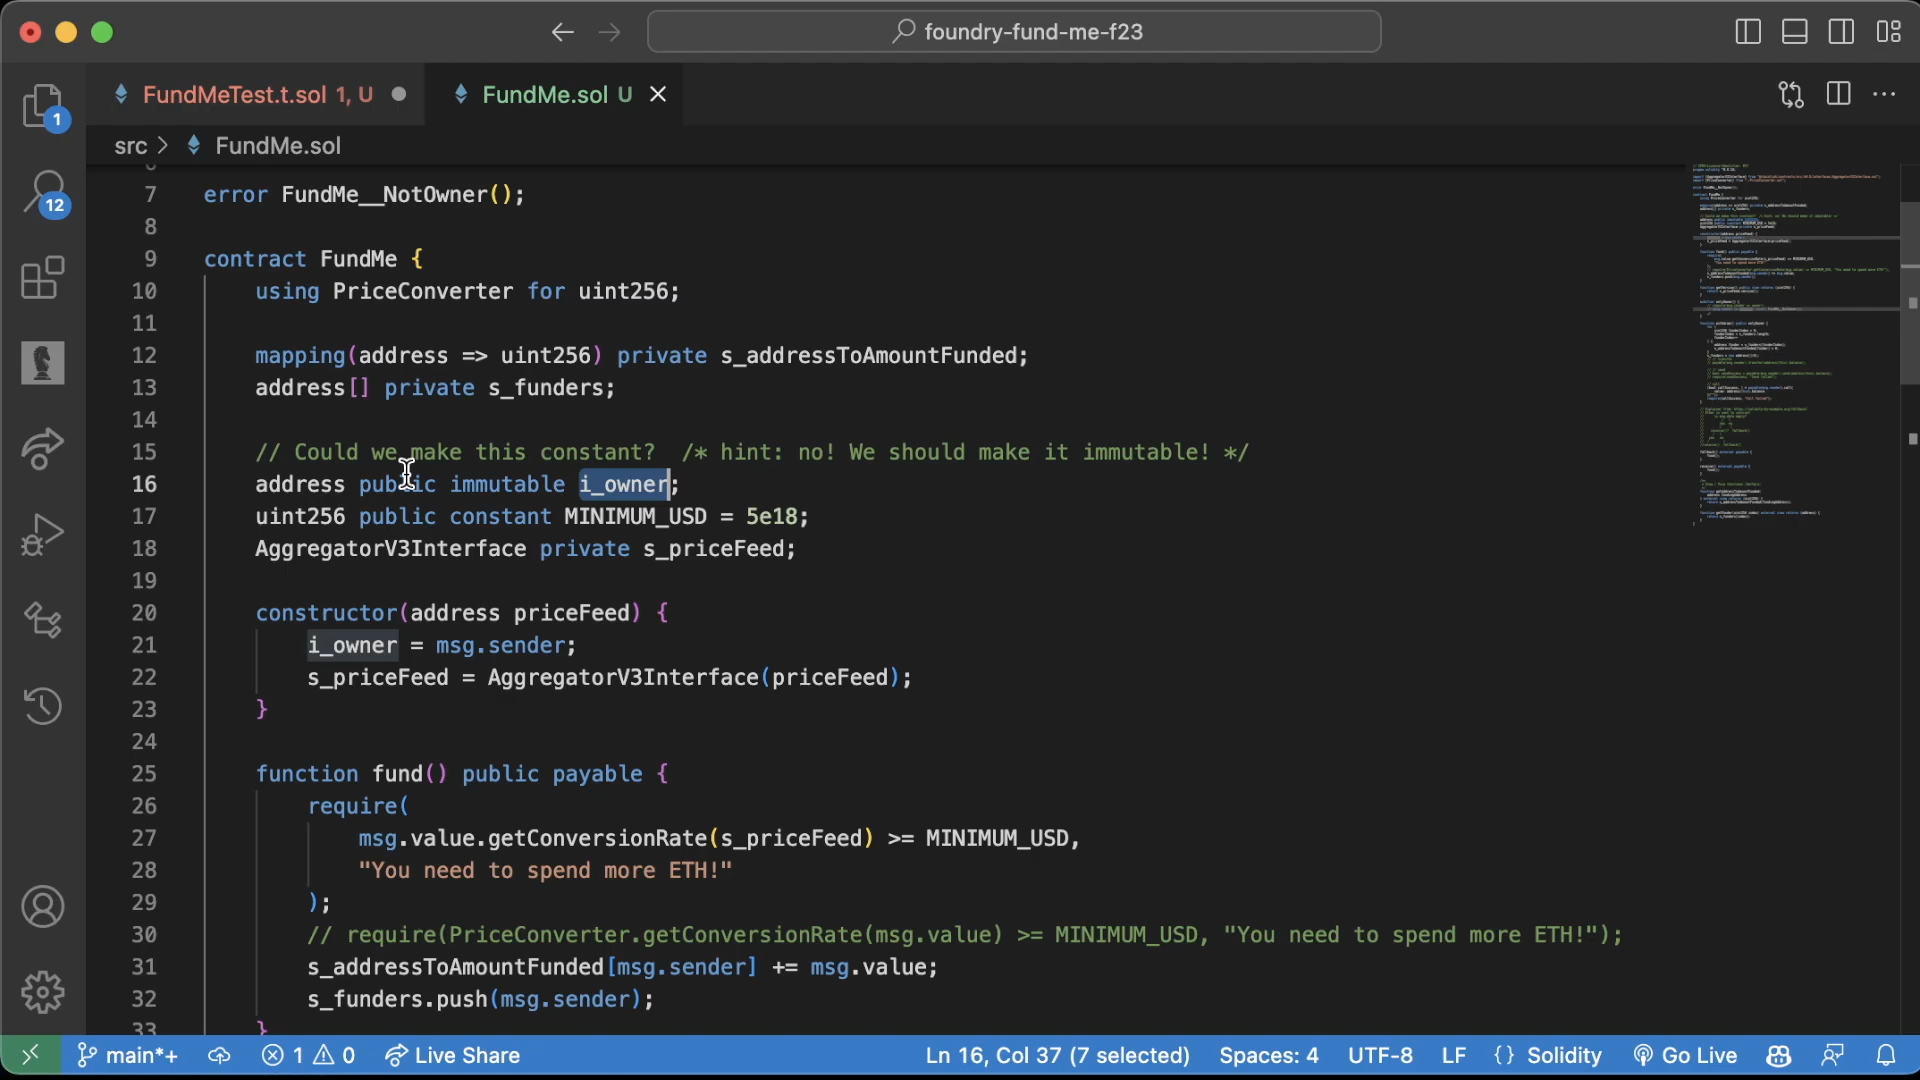 foundry-fund-me-f23
FundMeTest.t.sol 1, U
FundMe.sol U
1
src > FundMe.sol
12
7 error FundMe__NotOwner();
8
9 contract FundMe {
10 using PriceConverter for uint256;
11
12 mapping(address => uint256) private s_addressToAmountFunded;
13 address[] private s_funders;
14
15 // Could we make this constant?  /* hint: no! We should make it immutable! */
16 address public immutable i_owner;
17 uint256 public constant MINIMUM_USD = 5e18;
18 AggregatorV3Interface private s_priceFeed;
19
20 constructor(address priceFeed) {
21 i_owner = msg.sender;
22 s_priceFeed = AggregatorV3Interface(priceFeed);
23 }
24
25 function fund() public payable {
26 require(
27 msg.value.getConversionRate(s_priceFeed) >= MINIMUM_USD,
28 "You need to spend more ETH!"
29 );
30 // require(PriceConverter.getConversionRate(msg.value) >= MINIMUM_USD, "You need to spend more ETH!");
31 s_addressToAmountFunded[msg.sender] += msg.value;
32 s_funders.push(msg.sender);
33 }
main*+ 1 0 Live Share Ln 16, Col 37 (7 selected) Spaces: 4 UTF-8 LF {} Solidity Go Live